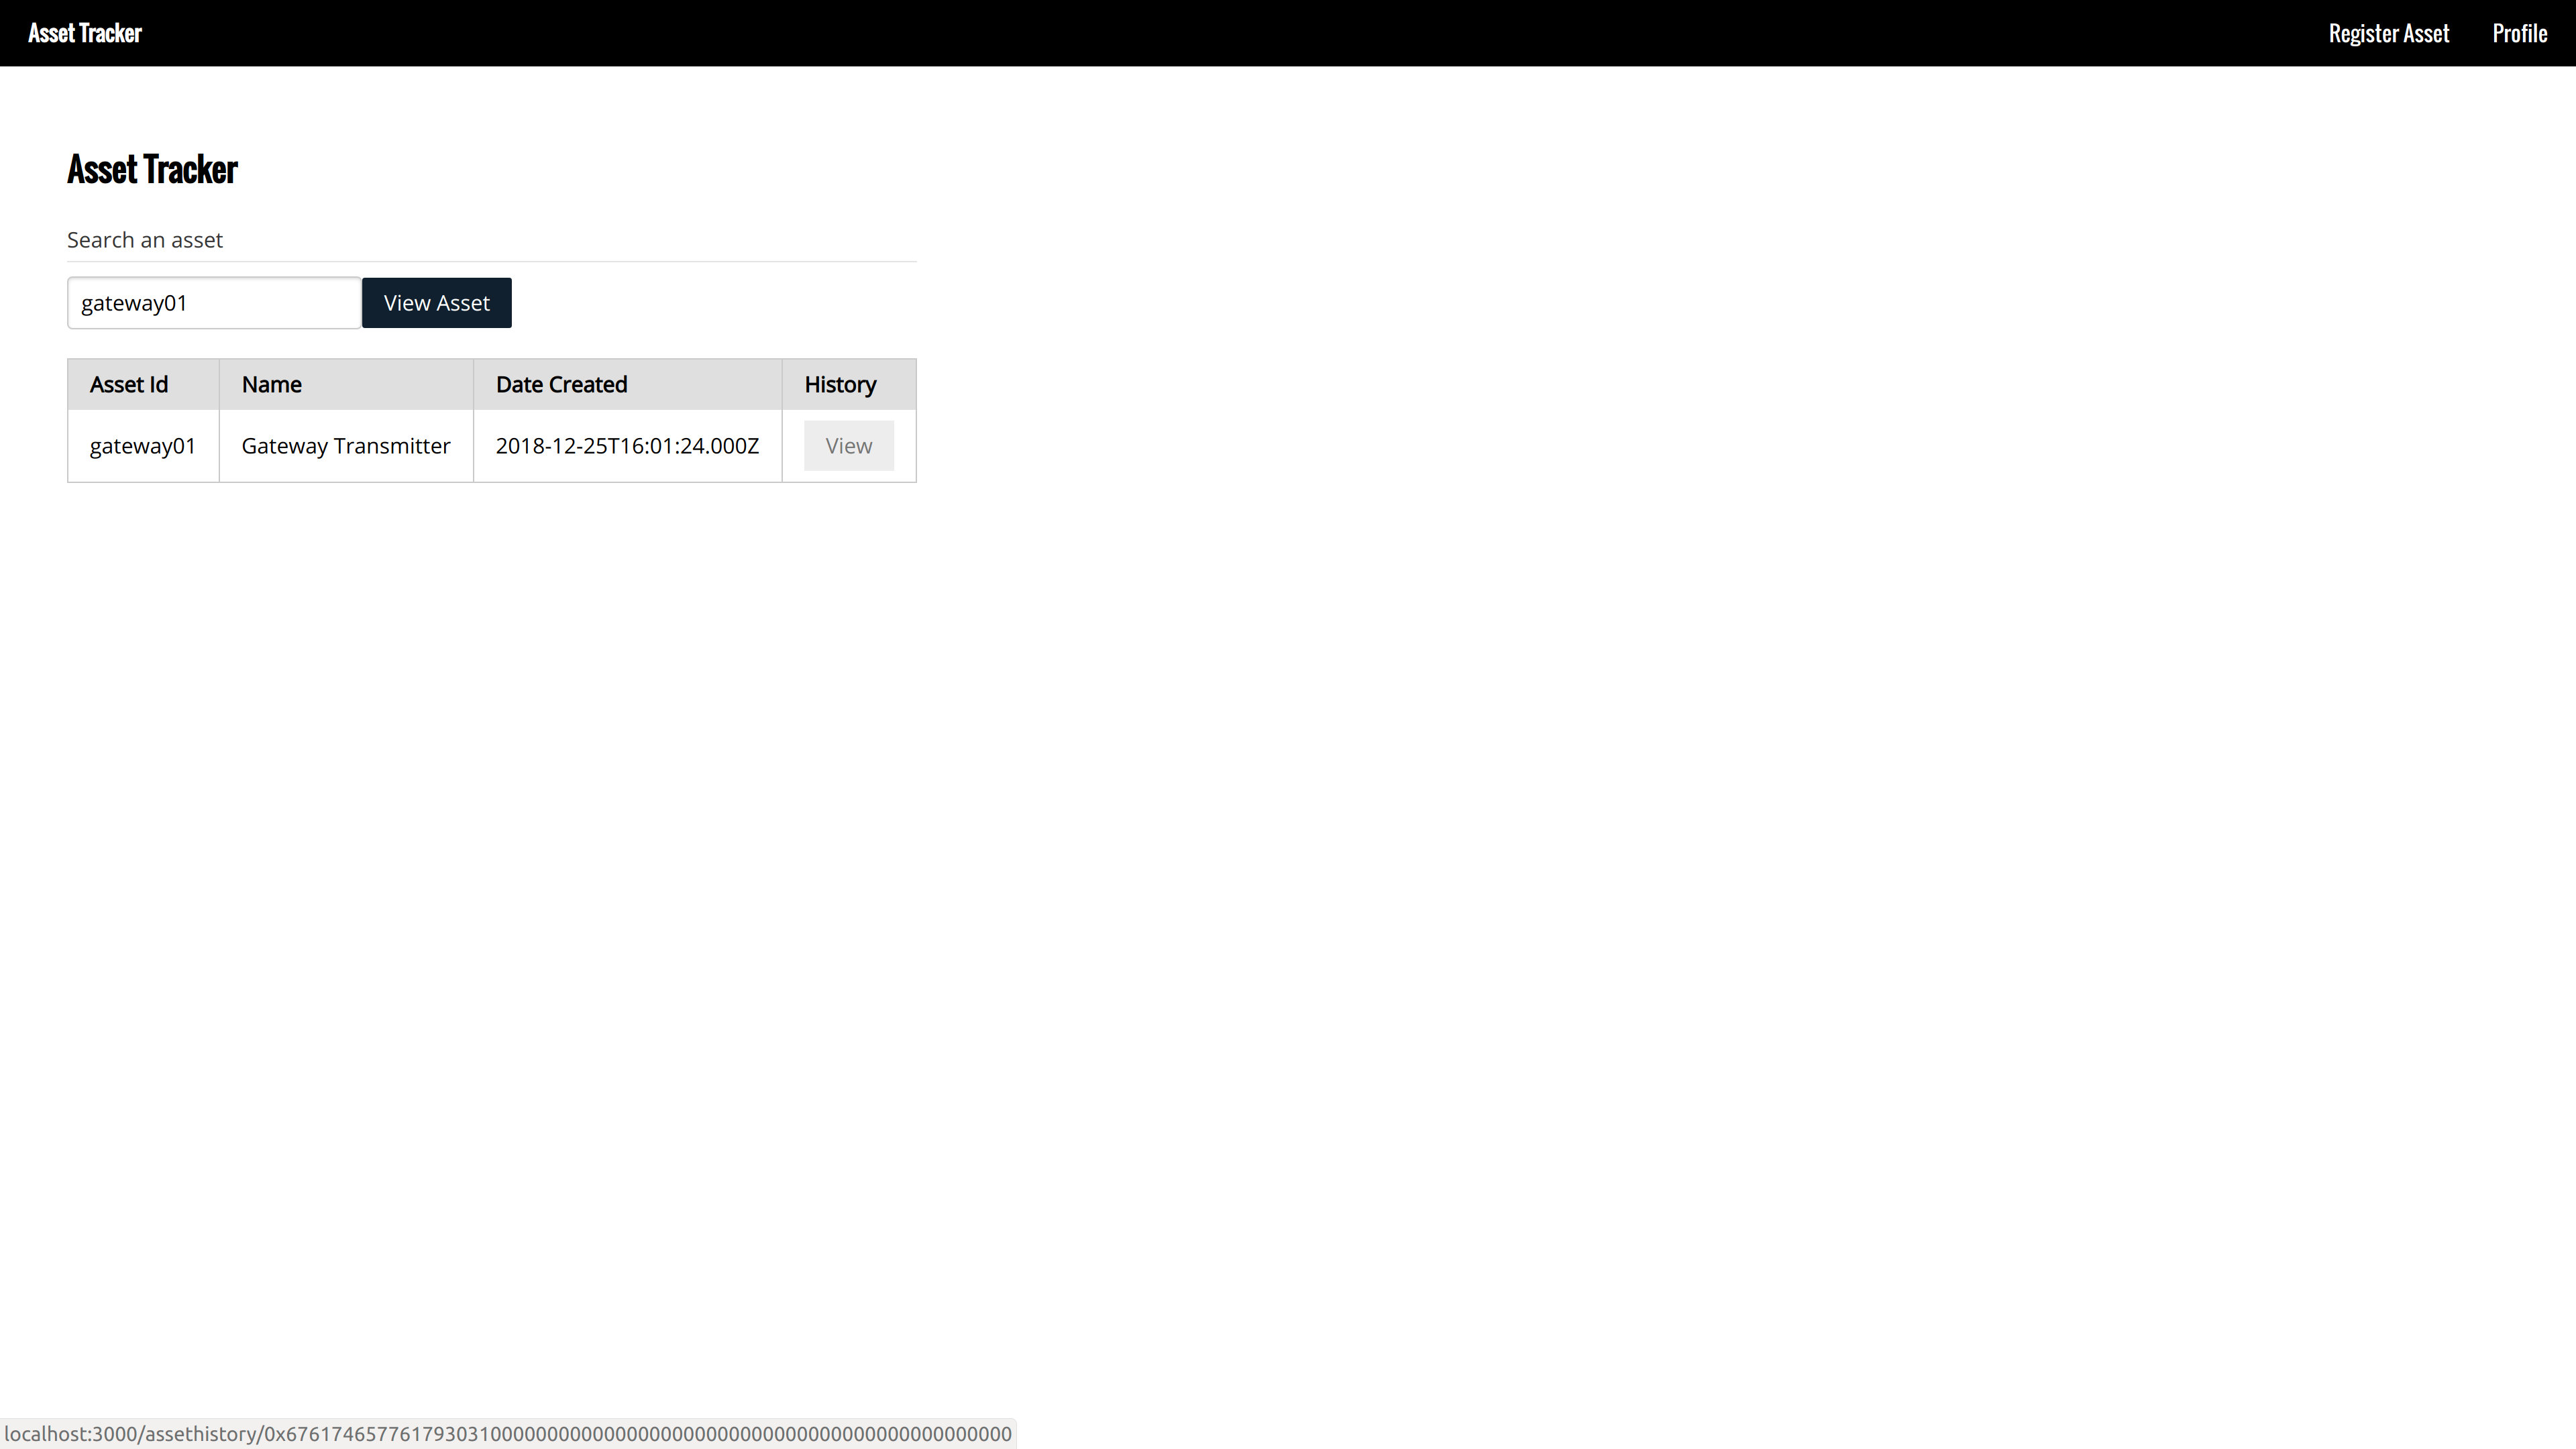 Asset Tracker Register Asset Profile
Asset Tracker
Search an asset
gateway01 View Asset
Asset Id Name Date Created History
gateway01 Gateway Transmitter 2018-12-25T16:01:24.000Z View
localhost:3000/assethistory/0x6761746577617930310000000000000000000000000000000000000000000000